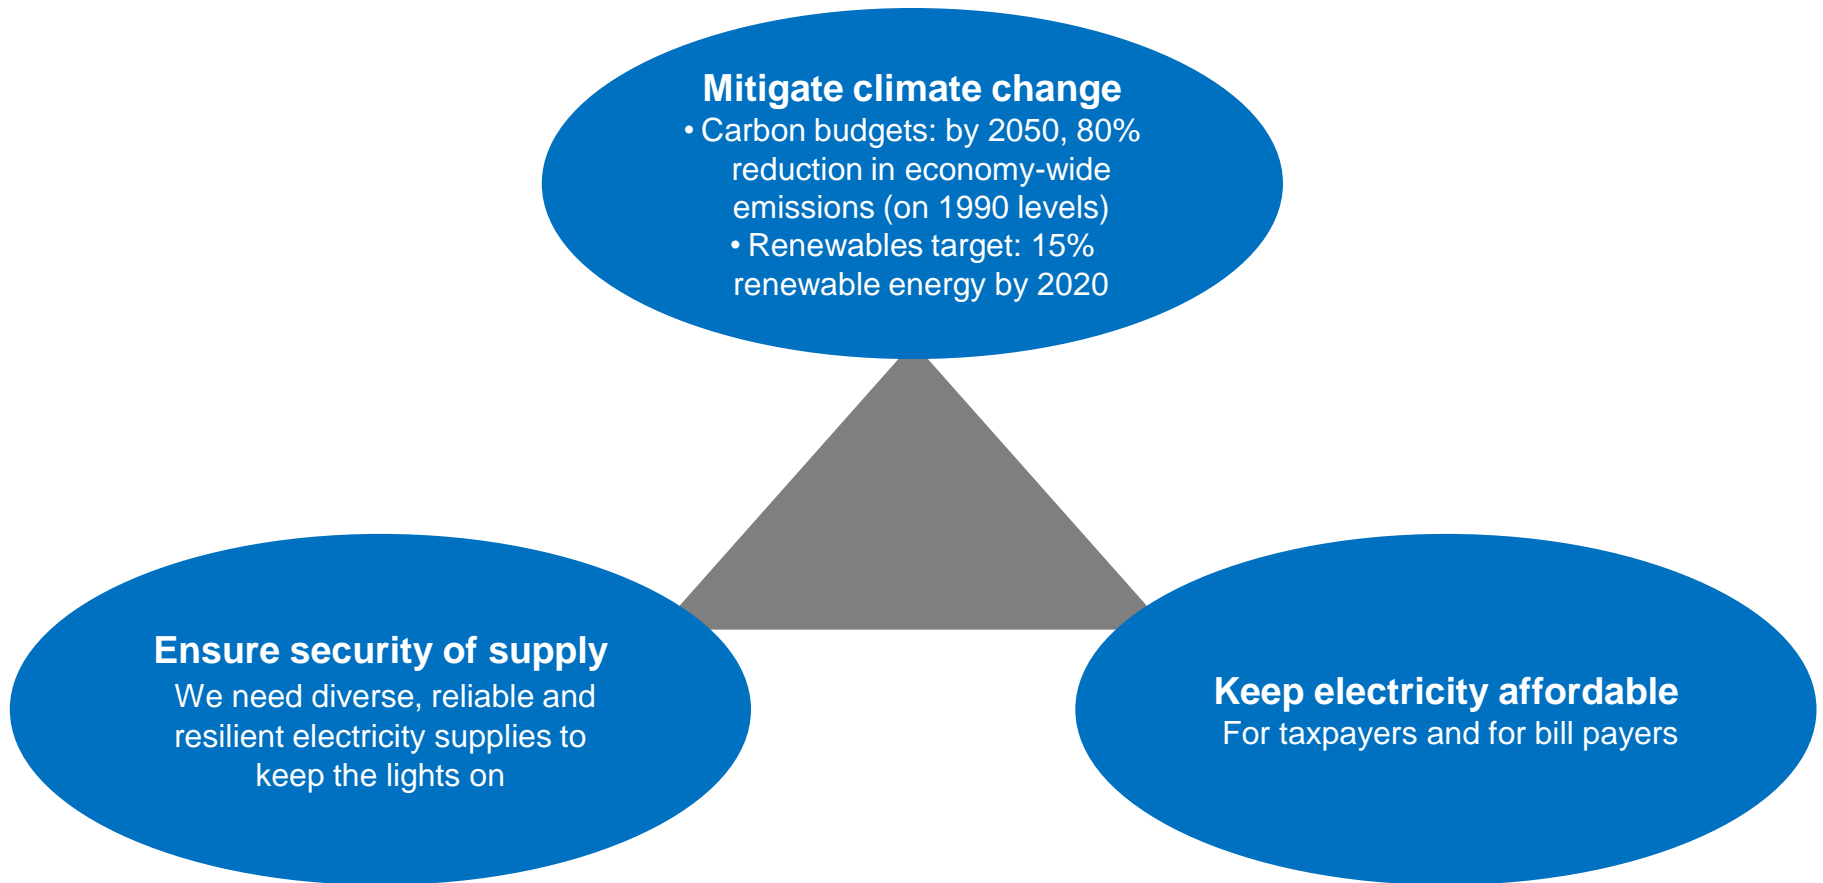 Mitigate climate change
• Carbon budgets: by 2050, 80%
reduction in economy-wide
emissions (on 1990 levels)
• Renewables target: 15%
renewable energy by 2020
Ensure security of supply
We need diverse, reliable and
resilient electricity supplies to
keep the lights on
Keep electricity affordable
For taxpayers and for bill payers